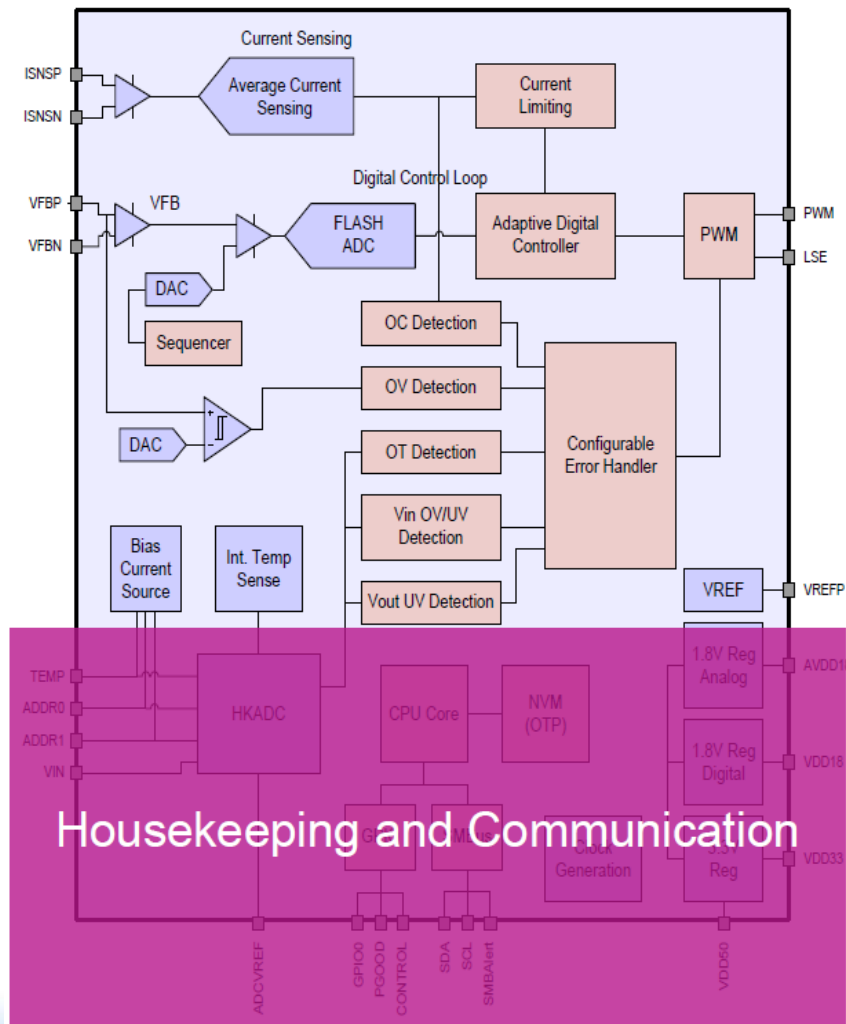 Current Sensing
ISNSP
ISNSN
Average Current
Sensing
Current
Limiting
Digital Control Loop
VFBP
VFBN
VFB
FLASH
ADC
Adaptive Digital
Controller
PWM
PWM
LSE
DAC
Sequencer
OC Detection
OV Detection
DAC
OT Detection
Configurable
Error Handler
Vin OV/UV
Detection
Bias
Current
Source
Int. Temp
Sense
Vout UV Detection
VREF
VREFP
TEMP
ADDR0
ADDR1
VIN
HKADC
CPU Core
NVM
(OTP)
1.8V Reg
Analog
1.8V Reg
Digital
VDD18
Housekeeping and Communication
SMBus
Clock
Generation
3.3V
Reg
VDD33
ADCVREF
GPIO0
PGOOD
CONTROL
SDA
SCL
SMBAlert
VDD50